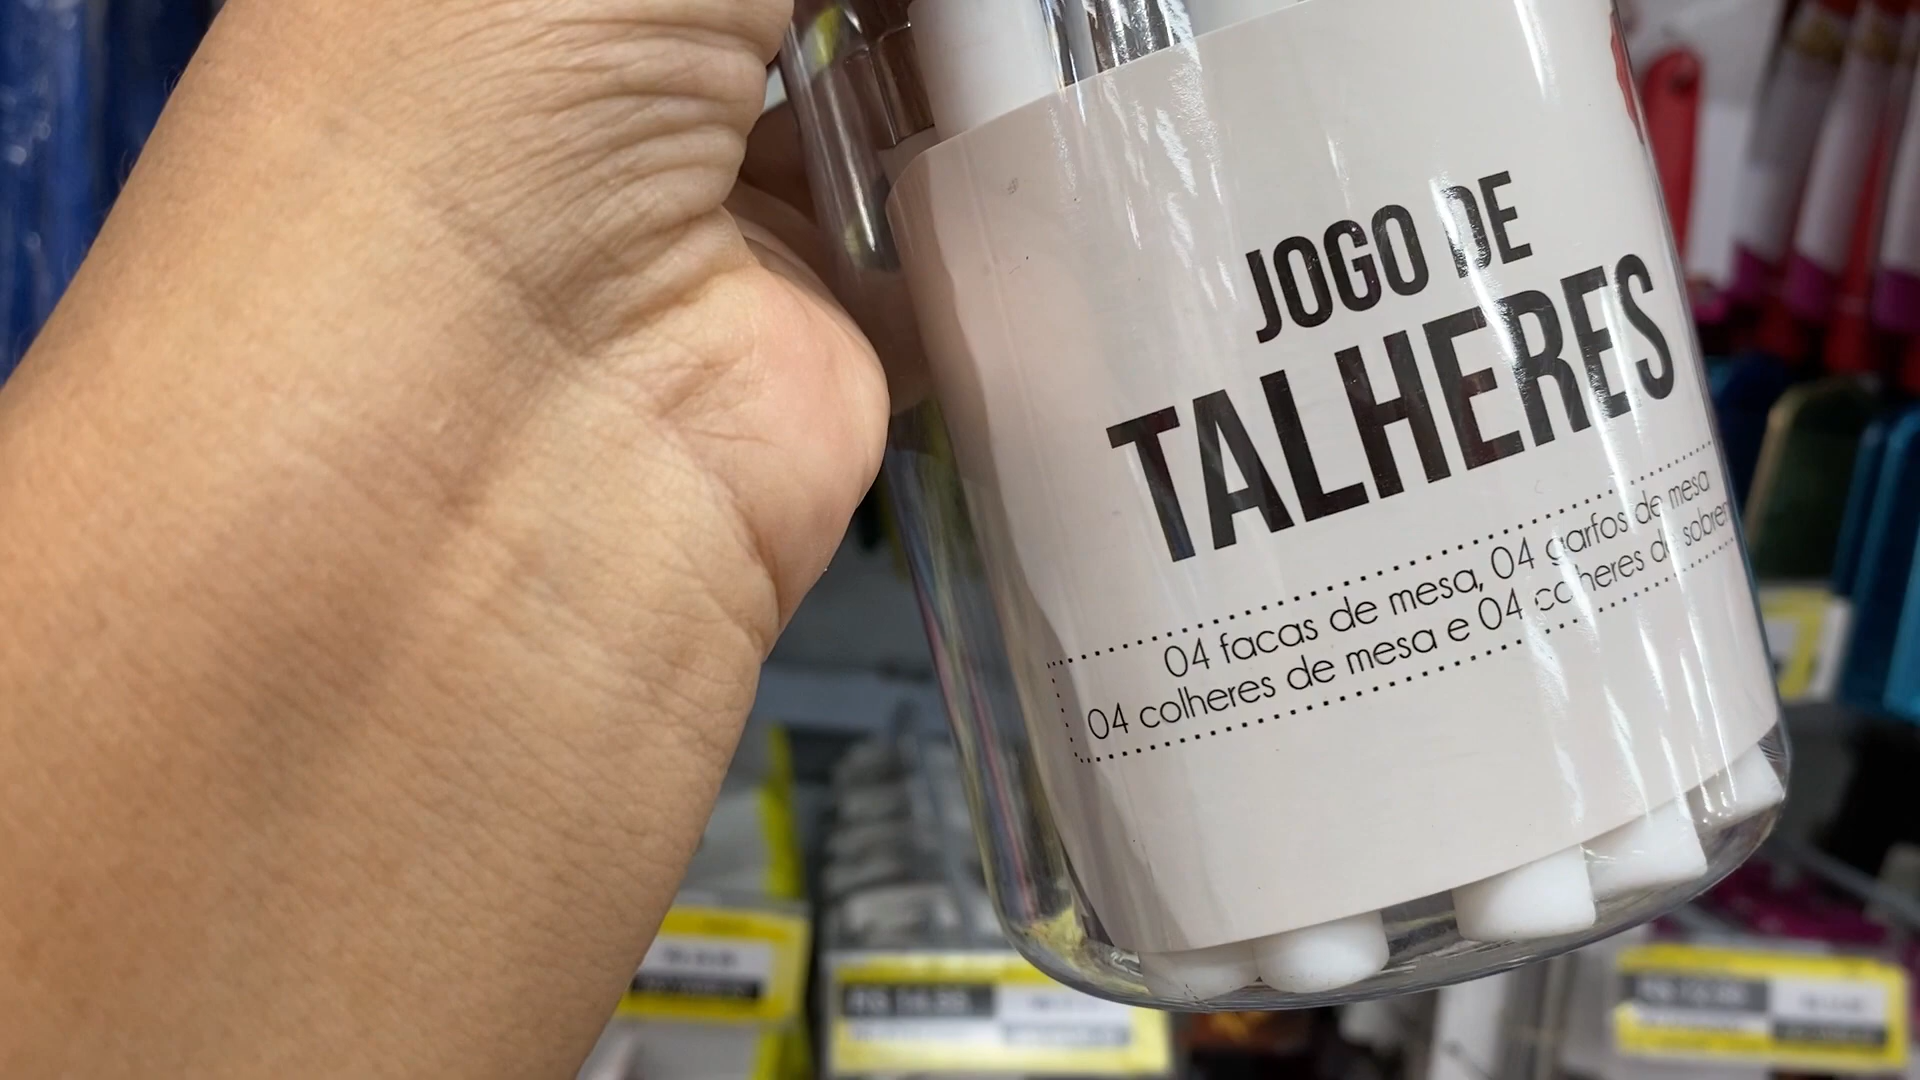 JOGO DE
TALHERES
04 facas de mesa, 04 garfos de mesa
04 colheres de mesa e 04 colheres de